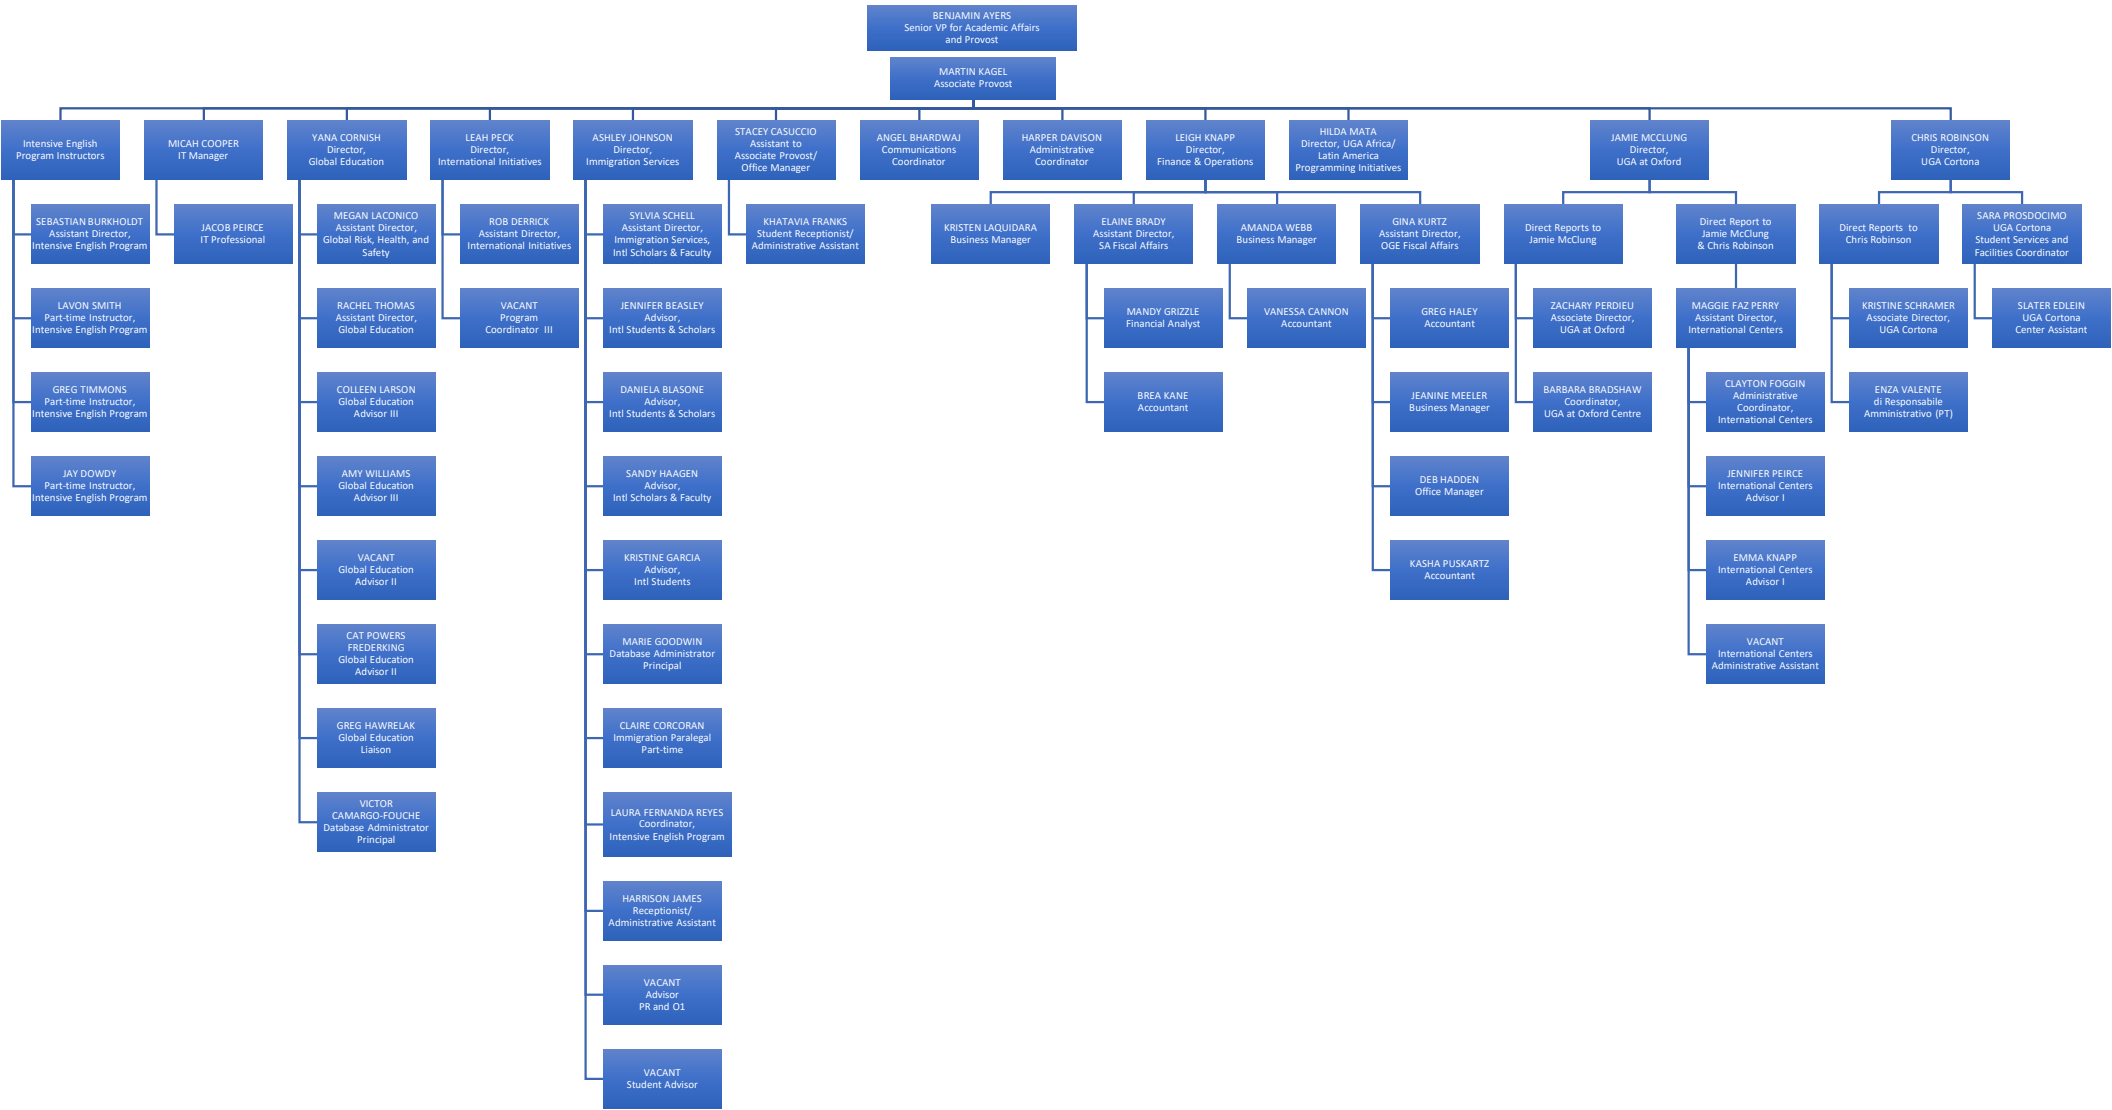 BENJAMIN AYERS
Senior VP for Academic Affairs
and Provost
MARTIN KAGEL
Associate Provost
Intensive English
Program Instructors
MICAH COOPER
IT Manager
YANA CORNISH
Director,
Global Education
LEAH PECK
Director,
International Initiatives
ASHLEY JOHNSON
Director,
Immigration Services
STACEY CASUCCIO
Assistant to
Associate Provost/
Office Manager
ANGEL BHARDWAJ
Communications
Coordinator
HARPER DAVISON
Administrative
Coordinator
LEIGH KNAPP
Director,
Finance & Operations
HILDA MATA
Director, UGA Africa/
Latin America
Programming Initiatives
JAMIE MCCLUNG
Director,
UGA at Oxford
CHRIS ROBINSON
Director,
UGA Cortona
SEBASTIAN BURKHOLDT
Assistant Director,
Intensive English Program
JACOB PEIRCE
IT Professional
MEGAN LACONICO
Assistant Director,
Global Risk, Health, and
Safety
ROB DERRICK
Assistant Director,
International Initiatives
SYLVIA SCHELL
Assistant Director,
Immigration Services,
Intl Scholars & Faculty
KHATAVIA FRANKS
Student Receptionist/
Administrative Assistant
KRISTEN LAQUIDARA
Business Manager
ELAINE BRADY
Assistant Director,
SA Fiscal Affairs
AMANDA WEBB
Business Manager
GINA KURTZ
Assistant Director,
OGE Fiscal Affairs
Direct Reports to
Jamie McClung
Direct Report to
Jamie McClung
& Chris Robinson
Direct Reports  to
Chris Robinson
SARA PROSDOCIMO
UGA Cortona
Student Services and
Facilities Coordinator
LAVON SMITH
Part-time Instructor,
Intensive English Program
RACHEL THOMAS
Assistant Director,
Global Education
VACANT
Program
Coordinator  III
JENNIFER BEASLEY
Advisor,
Intl Students & Scholars
MANDY GRIZZLE
Financial Analyst
VANESSA CANNON
Accountant
GREG HALEY
Accountant
ZACHARY PERDIEU
Associate Director,
UGA at Oxford
MAGGIE FAZ PERRY
Assistant Director,
International Centers
KRISTINE SCHRAMER
Associate Director,
UGA Cortona
SLATER EDLEIN
UGA Cortona
Center Assistant
GREG TIMMONS
Part-time Instructor,
Intensive English Program
COLLEEN LARSON
Global Education
Advisor III
DANIELA BLASONE
Advisor,
Intl Students & Scholars
BREA KANE
Accountant
JEANINE MEELER
Business Manager
BARBARA BRADSHAW
Coordinator,
UGA at Oxford Centre
CLAYTON FOGGIN
Administrative
Coordinator,
International Centers
ENZA VALENTE
di Responsabile
Amministrativo (PT)
JAY DOWDY
Part-time Instructor,
Intensive English Program
AMY WILLIAMS
Global Education
Advisor III
SANDY HAAGEN
Advisor,
Intl Scholars & Faculty
DEB HADDEN
Office Manager
JENNIFER PEIRCE
International Centers
Advisor I
VACANT
Global Education
Advisor II
KRISTINE GARCIA
Advisor,
Intl Students
KASHA PUSKARTZ
Accountant
EMMA KNAPP
International Centers
Advisor I
CAT POWERS
FREDERKING
Global Education
Advisor II
MARIE GOODWIN
Database Administrator
Principal
VACANT
International Centers
Administrative Assistant
GREG HAWRELAK
Global Education
Liaison
CLAIRE CORCORAN
Immigration Paralegal
Part-time
VICTOR
CAMARGO-FOUCHE
Database Administrator
Principal
LAURA FERNANDA REYES
Coordinator,
Intensive English Program
HARRISON JAMES
Receptionist/
Administrative Assistant
VACANT
Advisor
PR and O1
VACANT
Student Advisor